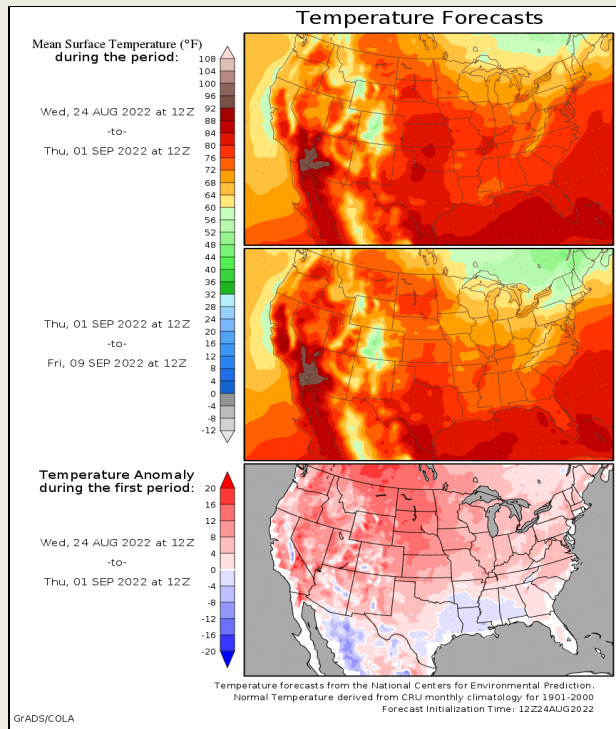 Temperature Forecasts
Mean Surface Temperature (°F)
during the period:
108
104
100
96
92
88
84
80
76
72
68
64
60
56
52
48
44
40
36
32
28
24
20
16
12
8
4
0
-4
-8
-12
Wed, 24 AUG 2022 at 12Z
-to-
Thu, 01 SEP 2022 at 12Z
Thu, 01 SEP 2022 at 12Z
-to-
Fri, 09 SEP 2022 at 12Z
Temperature Anomaly
during the first period:
20
16
12
8
4
0
-4
-8
-12
-16
-20
Wed, 24 AUG 2022 at 12Z
-to-
Thu, 01 SEP 2022 at 12Z
Temperature forecasts from the National Centers for Environmental Prediction.
Normal Temperature derived from CRU monthly climatology for 1901-2000
Forecast Initialization Time: 12Z24AUG2022
GrADS/COLA